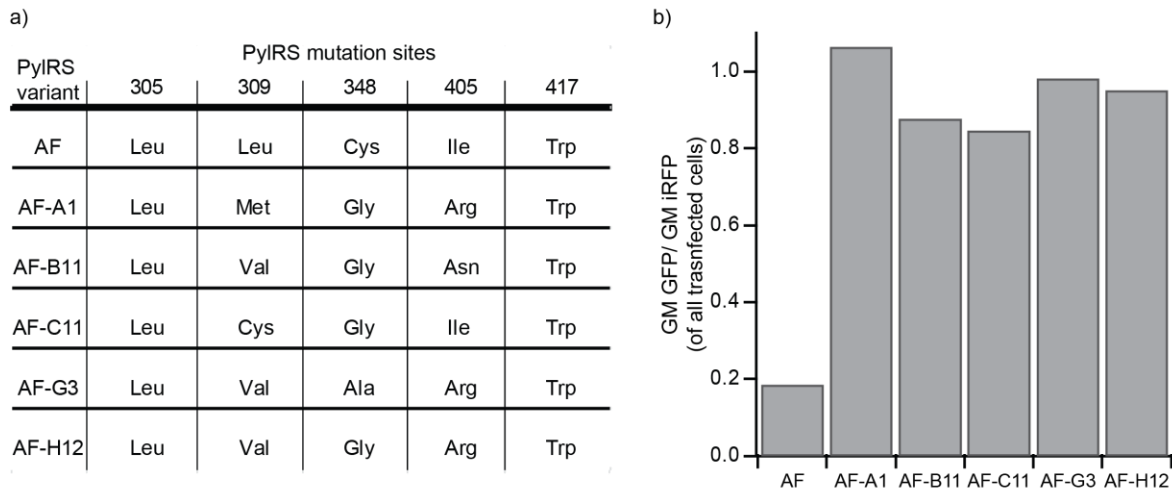 a)
PylRS mutation sites
PylRS variant 305 309 348 405 417
AF Leu Leu Cys Ile Trp
AF-A1 Leu Met Gly Arg Trp
AF-B11 Leu Val Gly Asn Trp
AF-C11 Leu Cys Gly Ile Trp
AF-G3 Leu Val Ala Arg Trp
AF-H12 Leu Val Gly Arg Trp
b)
GM GFP/ GM iRFP
(of all trasnfected cells)
1.0
0.8
0.6
0.4
0.2
0.0
AF AF-A1 AF-B11 AF-C11 AF-G3 AF-H12